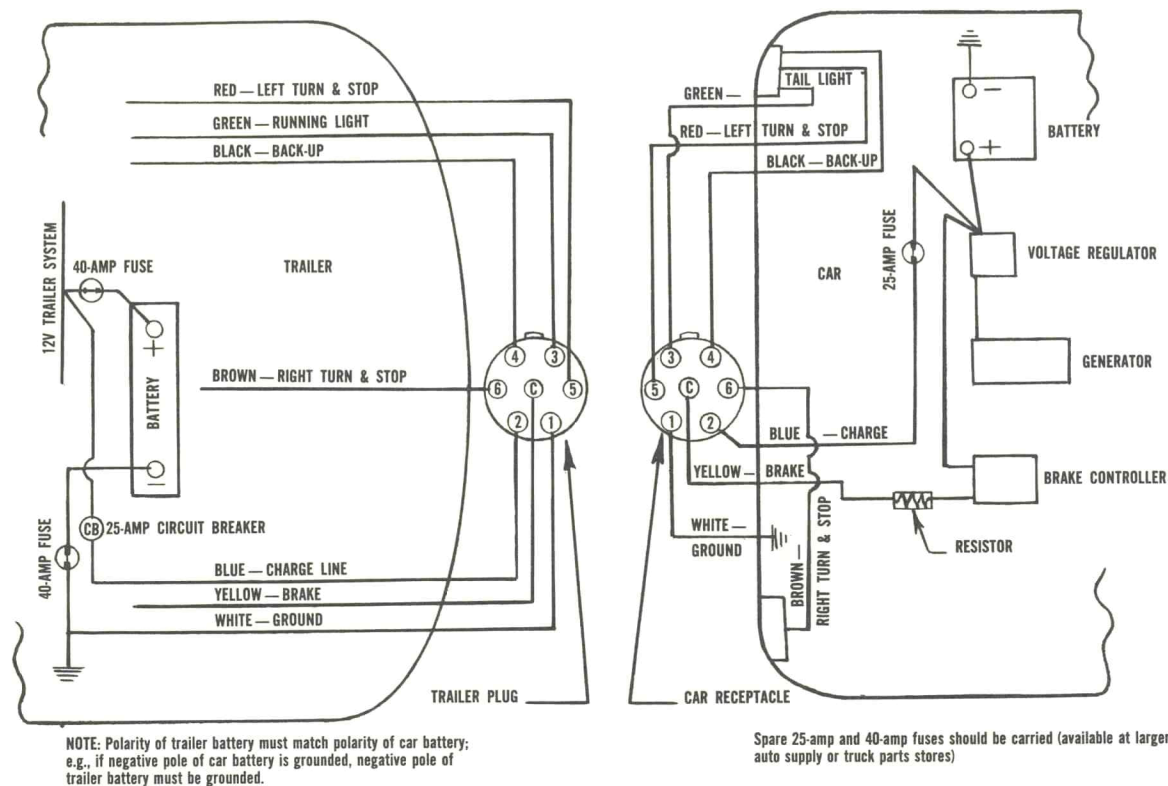 RED — LEFT TURN & STOP
GREEN — RUNNING LIGHT
BLACK — BACK-UP
12V TRAILER SYSTEM
40-AMP FUSE
TRAILER
+
BATTERY
−
BROWN — RIGHT TURN & STOP
4
3
6
C
5
2
1
CB
25-AMP CIRCUIT BREAKER
40-AMP FUSE
BLUE — CHARGE LINE
YELLOW — BRAKE
WHITE — GROUND
TRAILER PLUG
NOTE: Polarity of trailer battery must match polarity of car battery;
e.g., if negative pole of car battery is grounded, negative pole of
trailer battery must be grounded.
TAIL LIGHT
GREEN —
RED — LEFT TURN & STOP
BLACK — BACK-UP
−
+
BATTERY
25-AMP FUSE
CAR
VOLTAGE REGULATOR
GENERATOR
3
4
5
C
6
1
2
BLUE — CHARGE
YELLOW — BRAKE
BRAKE CONTROLLER
WHITE —
GROUND
RESISTOR
BROWN —
RIGHT TURN & STOP
CAR RECEPTACLE
Spare 25-amp and 40-amp fuses should be carried (available at larger
auto supply or truck parts stores)